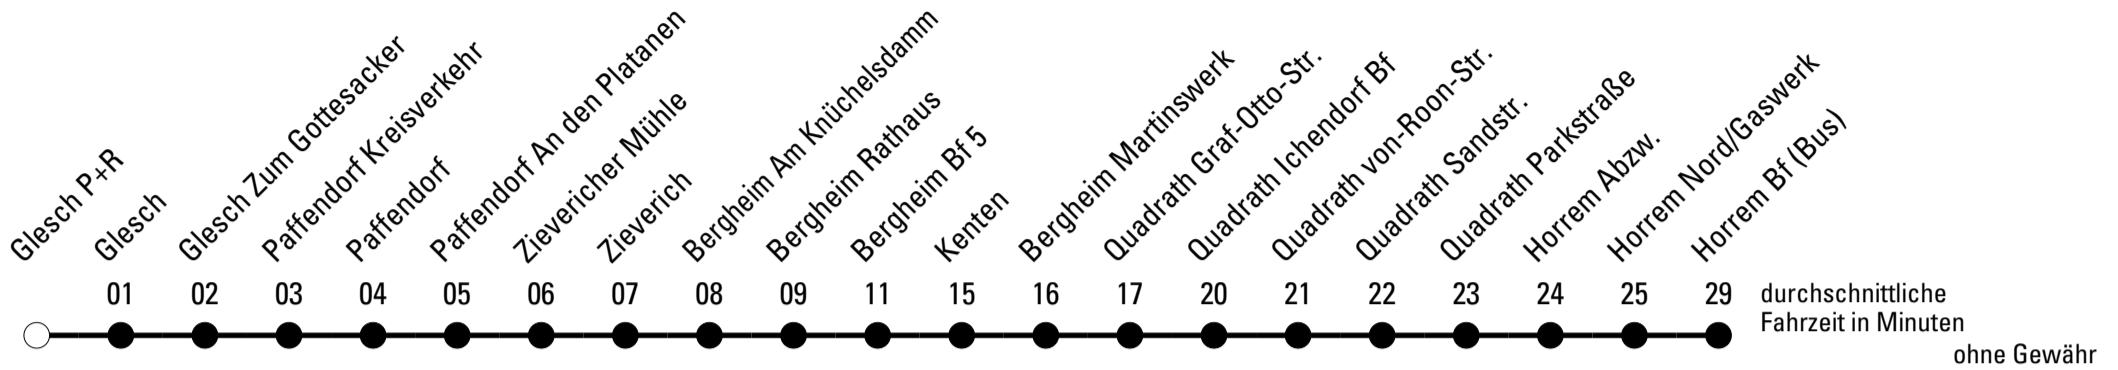 Glesch P+R
Glesch
Glesch Zum Gottesacker
Paffendorf Kreisverkehr
Paffendorf
Paffendorf An den Platanen
Zievericher Mühle
Zieverich
Bergheim Am Knüchelsdamm
Bergheim Rathaus
Bergheim Bf 5
Kenten
Bergheim Martinswerk
Quadrath Graf-Otto-Str.
Quadrath Ichendorf Bf
Quadrath von-Roon-Str.
Quadrath Sandstr.
Quadrath Parkstraße
Horrem Abzw.
Horrem Nord/Gaswerk
Horrem Bf (Bus)
01 02 03 04 05 06 07 08 09 11 15 16 17 20 21 22 23 24 25 29
durchschnittliche
Fahrzeit in Minuten
ohne Gewähr